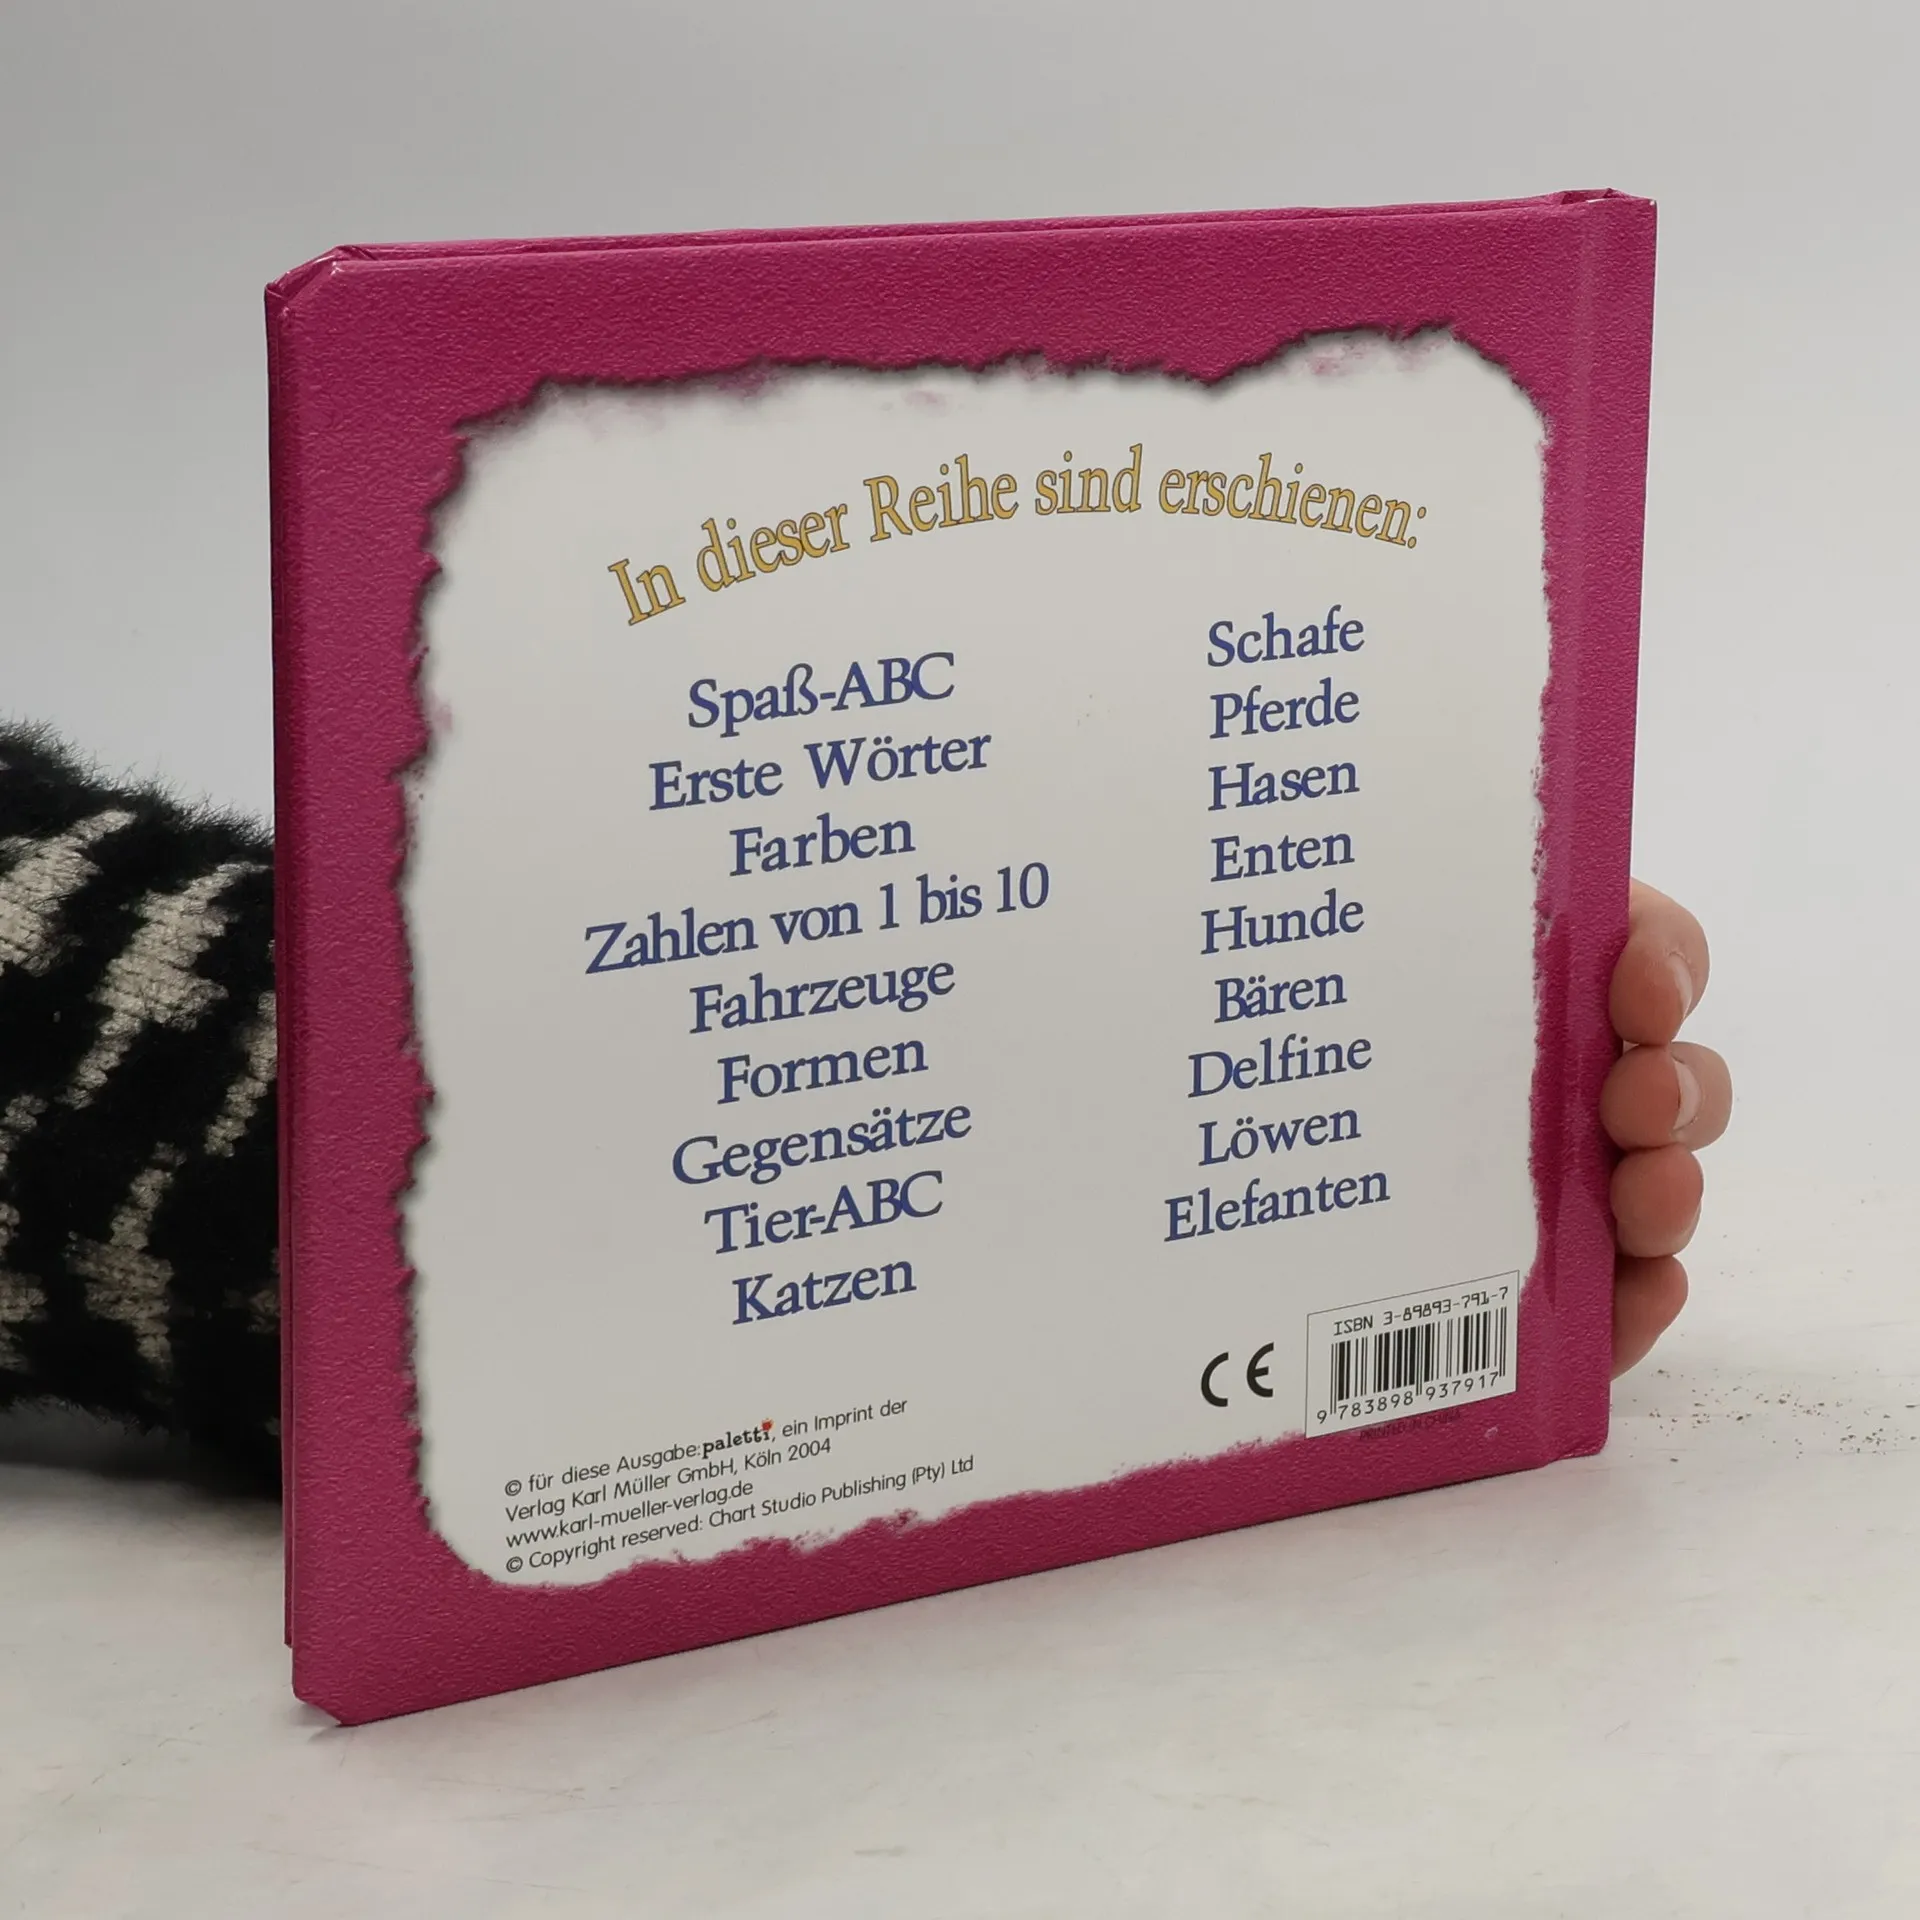 In dieser Reihe sind erschienen:
Spaß-ABC
Erste Wörter
Farben
Zahlen von 1 bis 10
Fahrzeuge
Formen
Gegensätze
Tier-ABC
Katzen
Schafe
Pferde
Hasen
Enten
Hunde
Bären
Delfine
Löwen
Elefanten
© für diese Ausgabe: paletti, ein Imprint der
Verlag Karl Müller GmbH, Köln 2004
www.karl-mueller-verlag.de
© Copyright reserved: Chart Studio Publishing (Pty) Ltd
CE
ISBN 3-89893-791-7
9 783898 937917
PRINTED IN CHINA